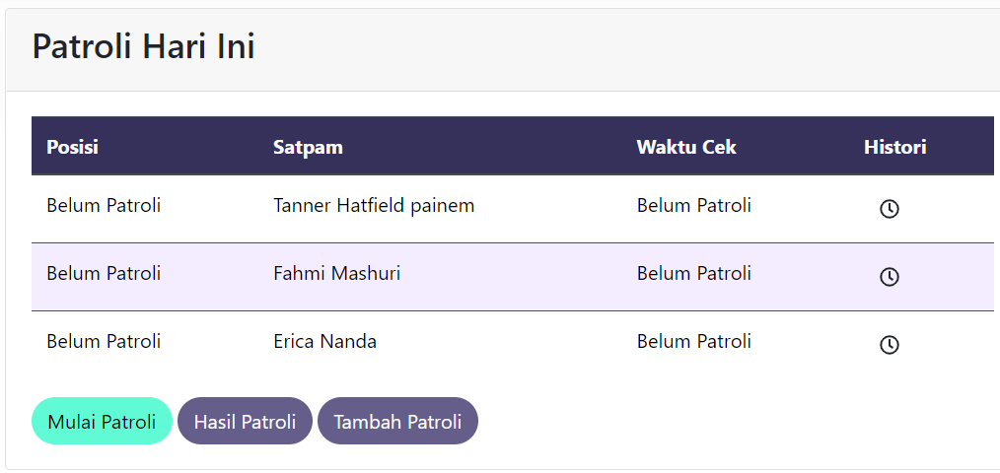 Patroli Hari Ini
Posisi Satpam Waktu Cek Histori
Belum Patroli Tanner Hatfield painem Belum Patroli
Belum Patroli Fahmi Mashuri Belum Patroli
Belum Patroli Erica Nanda Belum Patroli
Mulai Patroli Hasil Patroli Tambah Patroli